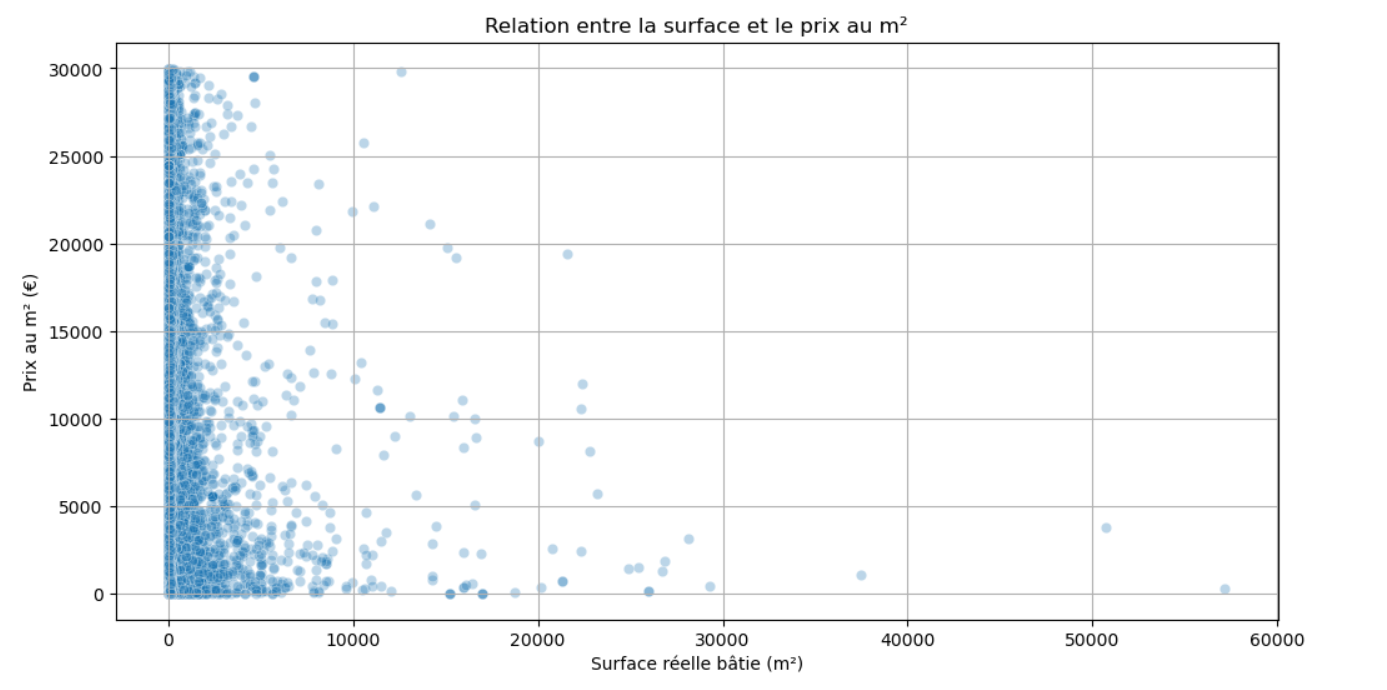 Relation entre la surface et le prix au m²
Prix au m² (€)
30000
25000
20000
15000
10000
5000
0
0 10000 20000 30000 40000 50000 60000
Surface réelle bâtie (m²)